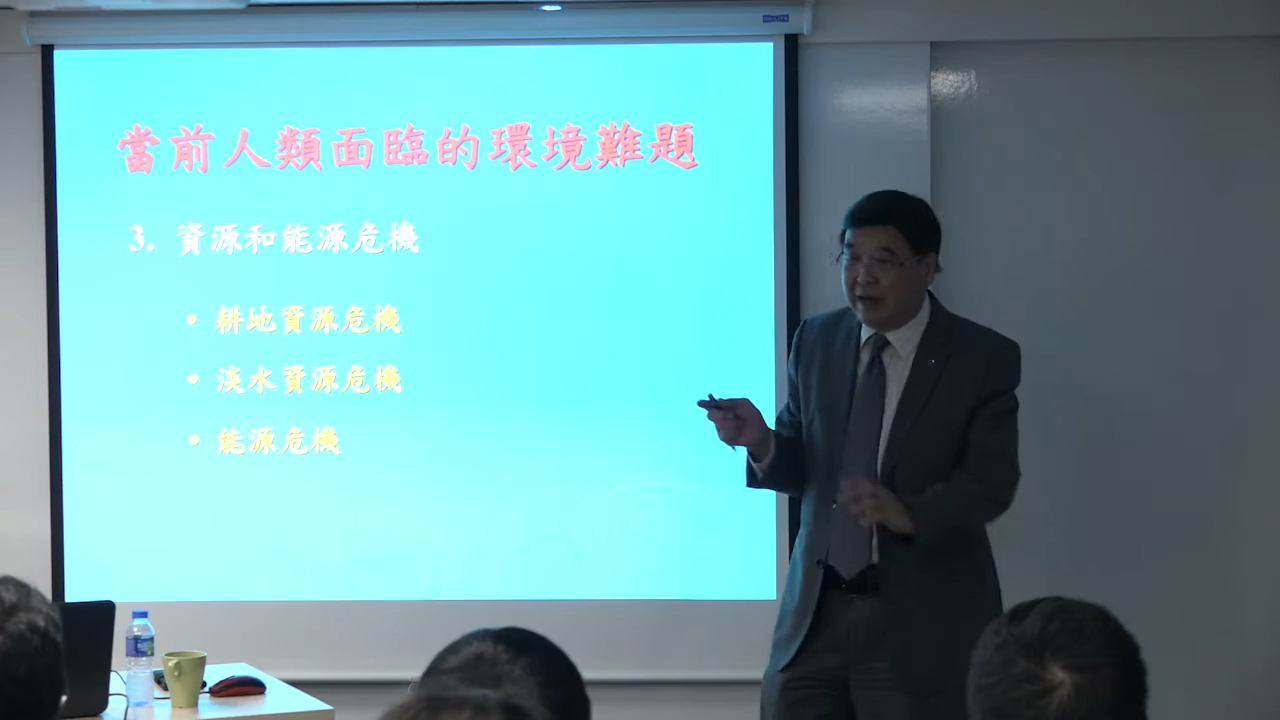 當前人類面臨的環境難題
3. 資源和能源危機
• 耕地資源危機
• 淡水資源危機
• 能源危機